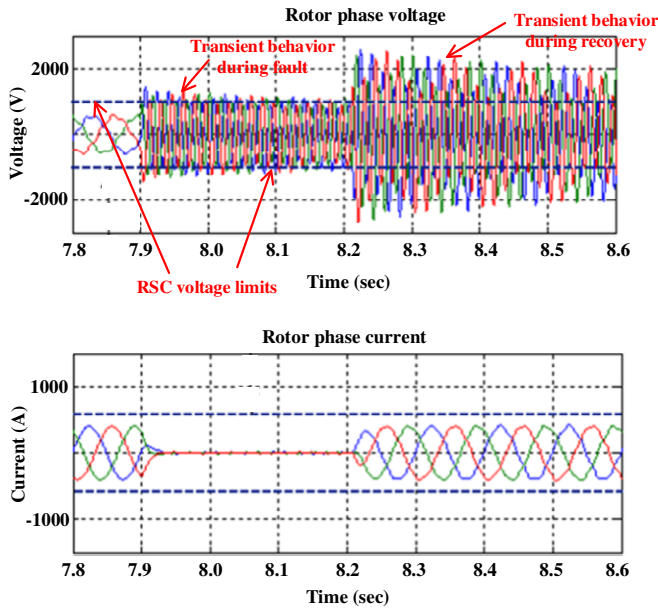 Rotor phase voltage
Transient behavior
during recovery
Transient behavior
during fault
2000
-2000
Voltage (V)
7.8 7.9 8.0 8.1 8.2 8.3 8.4 8.5 8.6
RSC voltage limits
Time (sec)
Rotor phase current
1000
-1000
Current (A)
7.8 7.9 8.0 8.1 8.2 8.3 8.4 8.5 8.6
Time (sec)